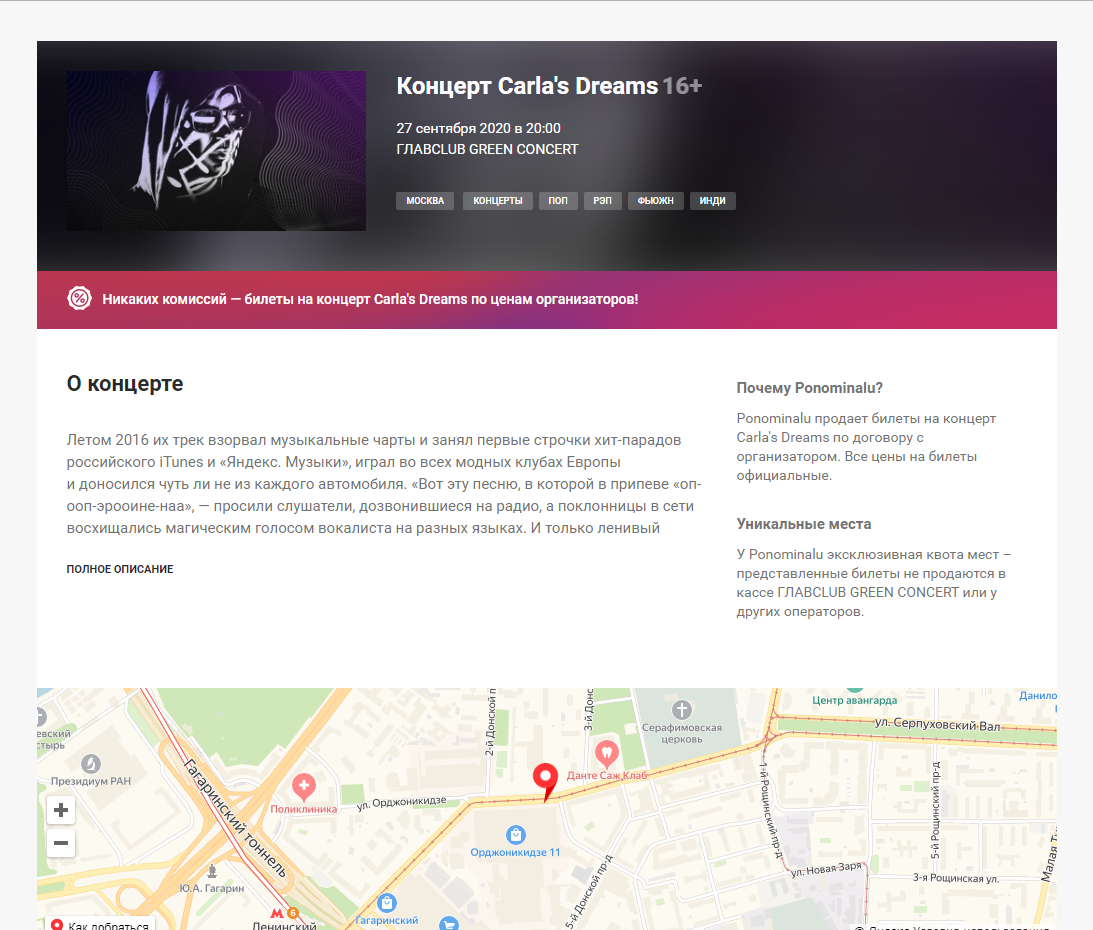 Концерт Carla's Dreams 16+
27 сентября 2020 в 20:00
ГЛАВCLUB GREEN CONCERT
МОСКВА КОНЦЕРТЫ ПОП РЭП ФЬЮЖН ИНДИ
Никаких комиссий — билеты на концерт Carla's Dreams по ценам организаторов!
О концерте
Летом 2016 их трек взорвал музыкальные чарты и занял первые строчки хит-парадов
российского iTunes и «Яндекс. Музыки», играл во всех модных клубах Европы
и доносился чуть ли не из каждого автомобиля. «Вот эту песню, в которой в припеве «оп-
ооп-эрооине-наа», — просили слушатели, дозвонившиеся на радио, а поклонницы в сети
восхищались магическим голосом вокалиста на разных языках. И только ленивый
ПОЛНОЕ ОПИСАНИЕ
Почему Ponominalu?
Ponominalu продает билеты на концерт
Carla's Dreams по договору с
организатором. Все цены на билеты
официальные.
Уникальные места
У Ponominalu эксклюзивная квота мест –
представленные билеты не продаются в
кассе ГЛАВCLUB GREEN CONCERT или у
других операторов.
Центр авангарда
Данило
2-й Донской п
3-й Донс
Серафимовская
церковь
ул. Серпуховский Вал
евский
стырь
Президиум РАН
Гагаринский тоннель
Поликлиника
ул. Орджоникидзе
Данте Саж Клаб
1-й Рощинский пр-д
5-й Рощинский пр-д
Орджоникидзе 11
ул. Новая Заря
3-я Рощинская ул.
Малая Т
Ю.А. Гагарин
5-й Донской пр-д
М 6
Ленинский
Гагаринский
Как добраться
© Яндекс Условия использования